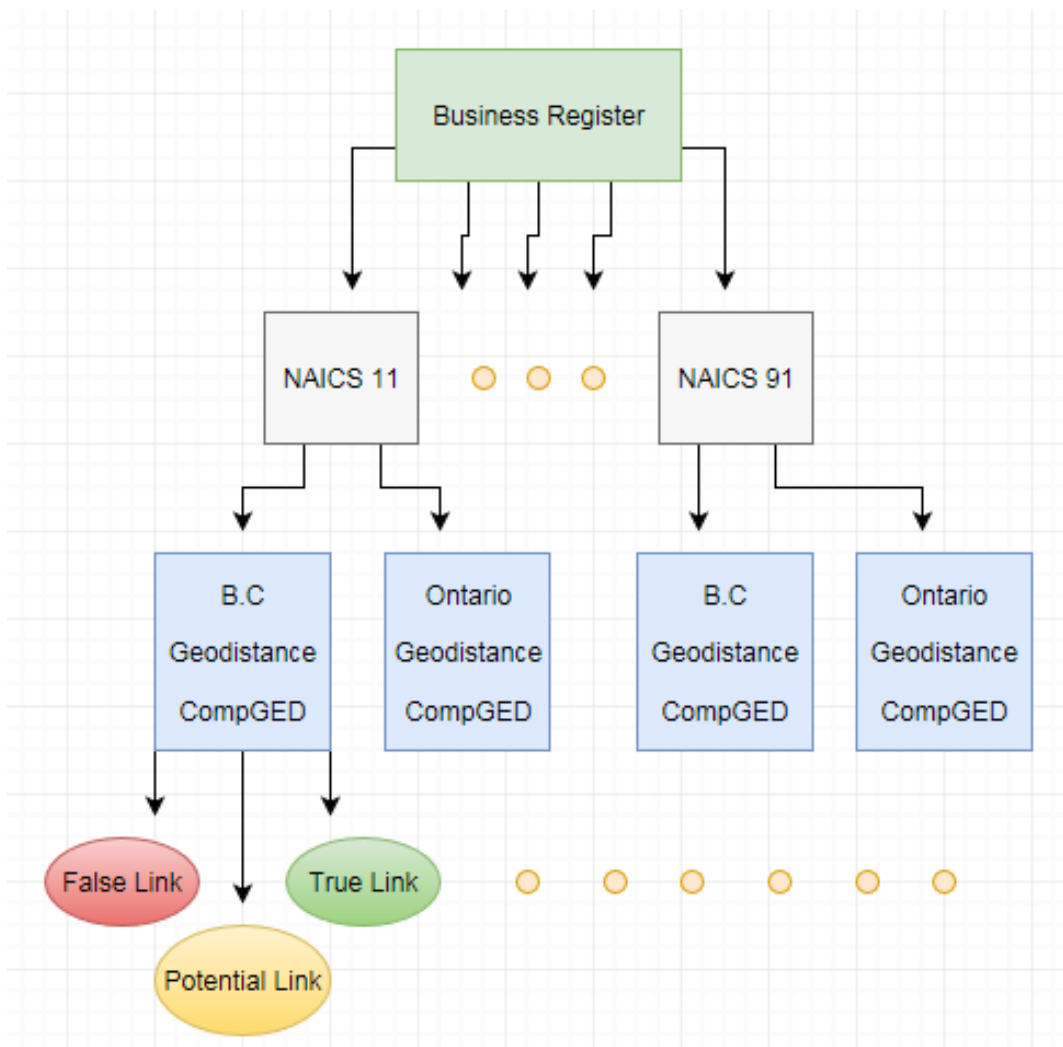 Business Register
NAICS 11
NAICS 91
B.C
Geodistance
CompGED
Ontario
Geodistance
CompGED
B.C
Geodistance
CompGED
Ontario
Geodistance
CompGED
False Link
True Link
Potential Link